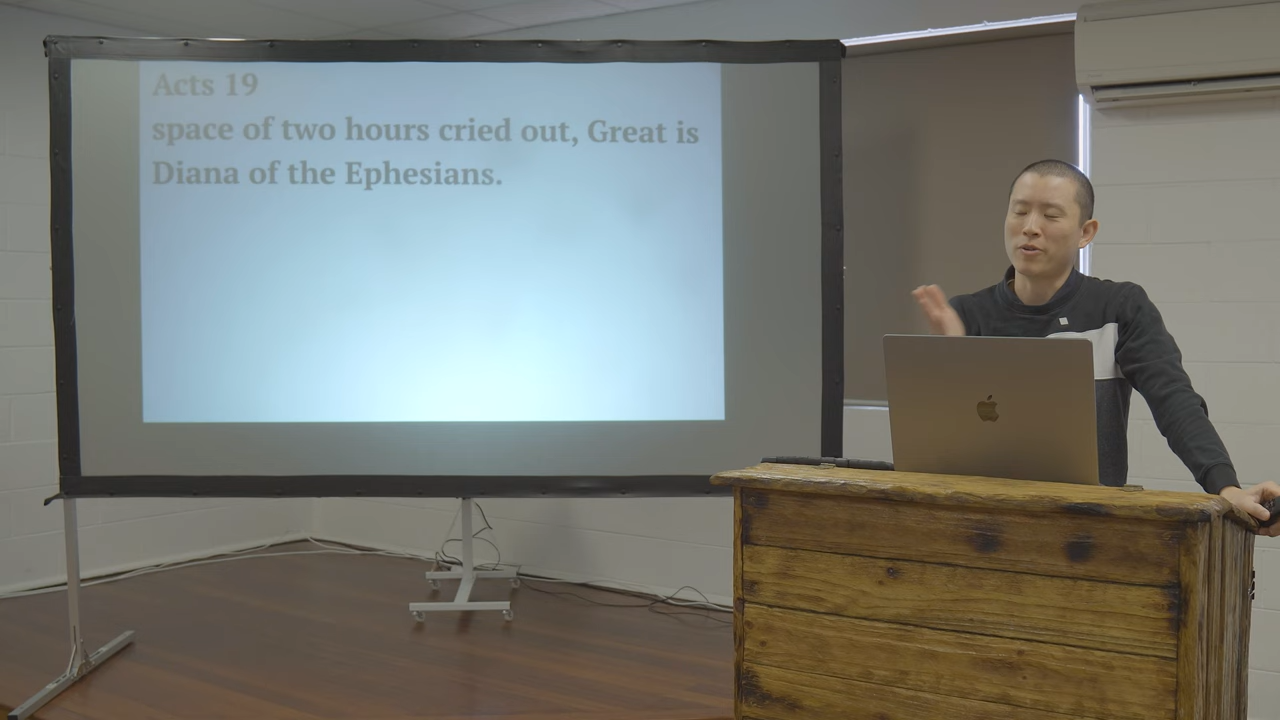 Acts 19
space of two hours cried out, Great is
Diana of the Ephesians.